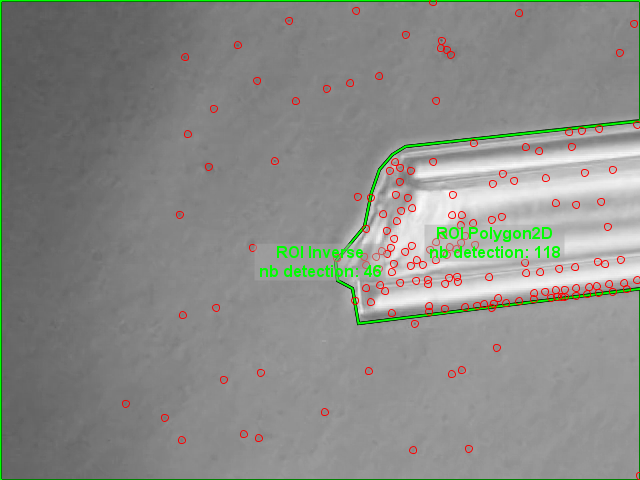 ROI Polygon2D
nb detection: 118
ROI Inverse
nb detection: 46